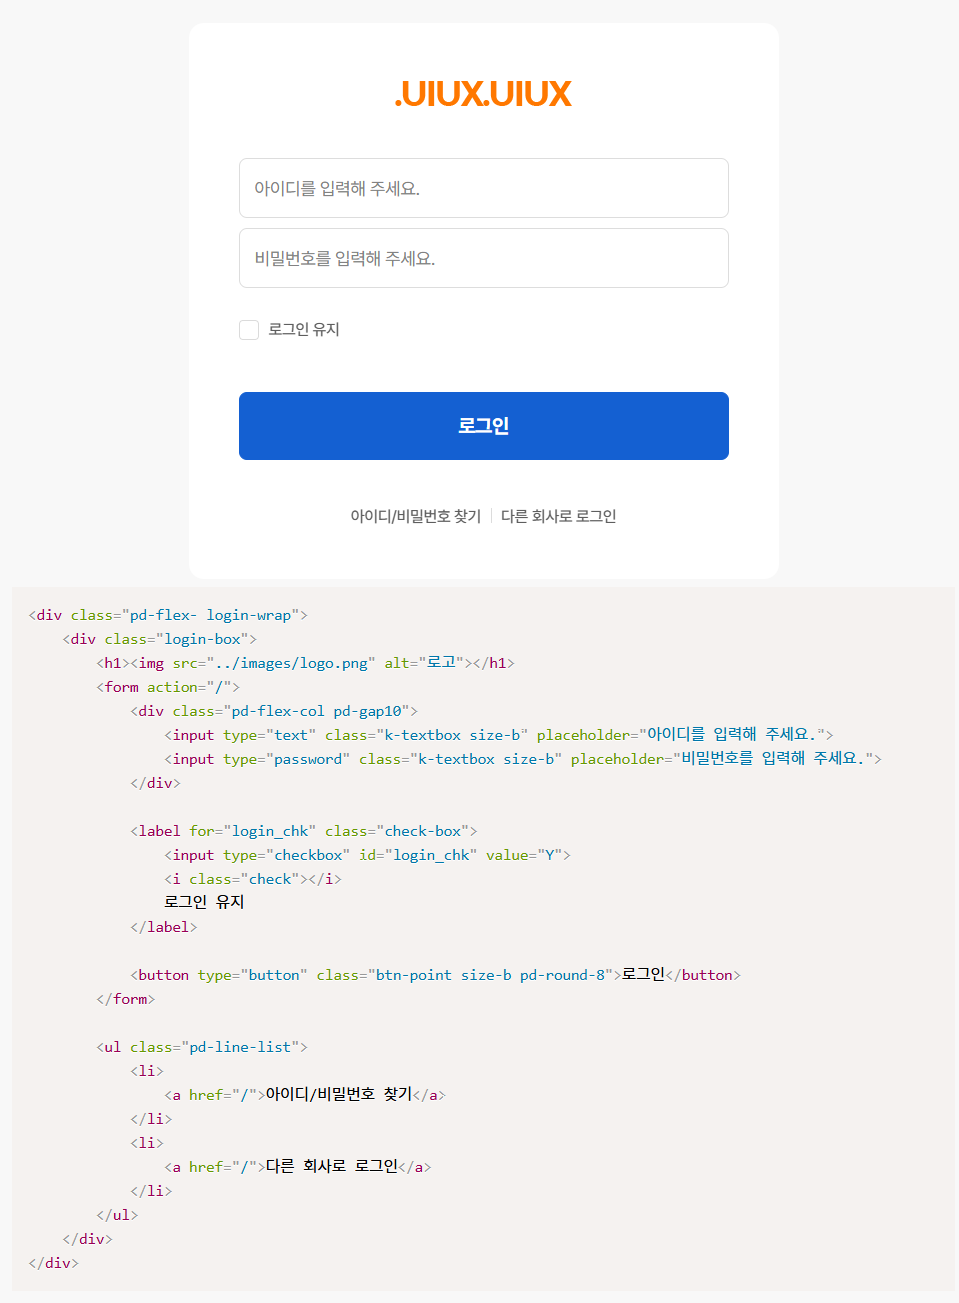 .UIUX.UIUX
아이디를 입력해 주세요.
비밀번호를 입력해 주세요.
로그인 유지
로그인
아이디/비밀번호 찾기 | 다른 회사로 로그인
<div class="pd-flex- login-wrap">
    <div class="login-box">
        <h1><img src="../images/logo.png" alt="로고"></h1>
        <form action="/">
            <div class="pd-flex-col pd-gap10">
                <input type="text" class="k-textbox size-b" placeholder="아이디를 입력해 주세요.">
                <input type="password" class="k-textbox size-b" placeholder="비밀번호를 입력해 주세요.">
            </div>

            <label for="login_chk" class="check-box">
                <input type="checkbox" id="login_chk" value="Y">
                <i class="check"></i>
                로그인 유지
            </label>

            <button type="button" class="btn-point size-b pd-round-8">로그인</button>
        </form>

        <ul class="pd-line-list">
            <li>
                <a href="/">아이디/비밀번호 찾기</a>
            </li>
            <li>
                <a href="/">다른 회사로 로그인</a>
            </li>
        </ul>
    </div>
</div>